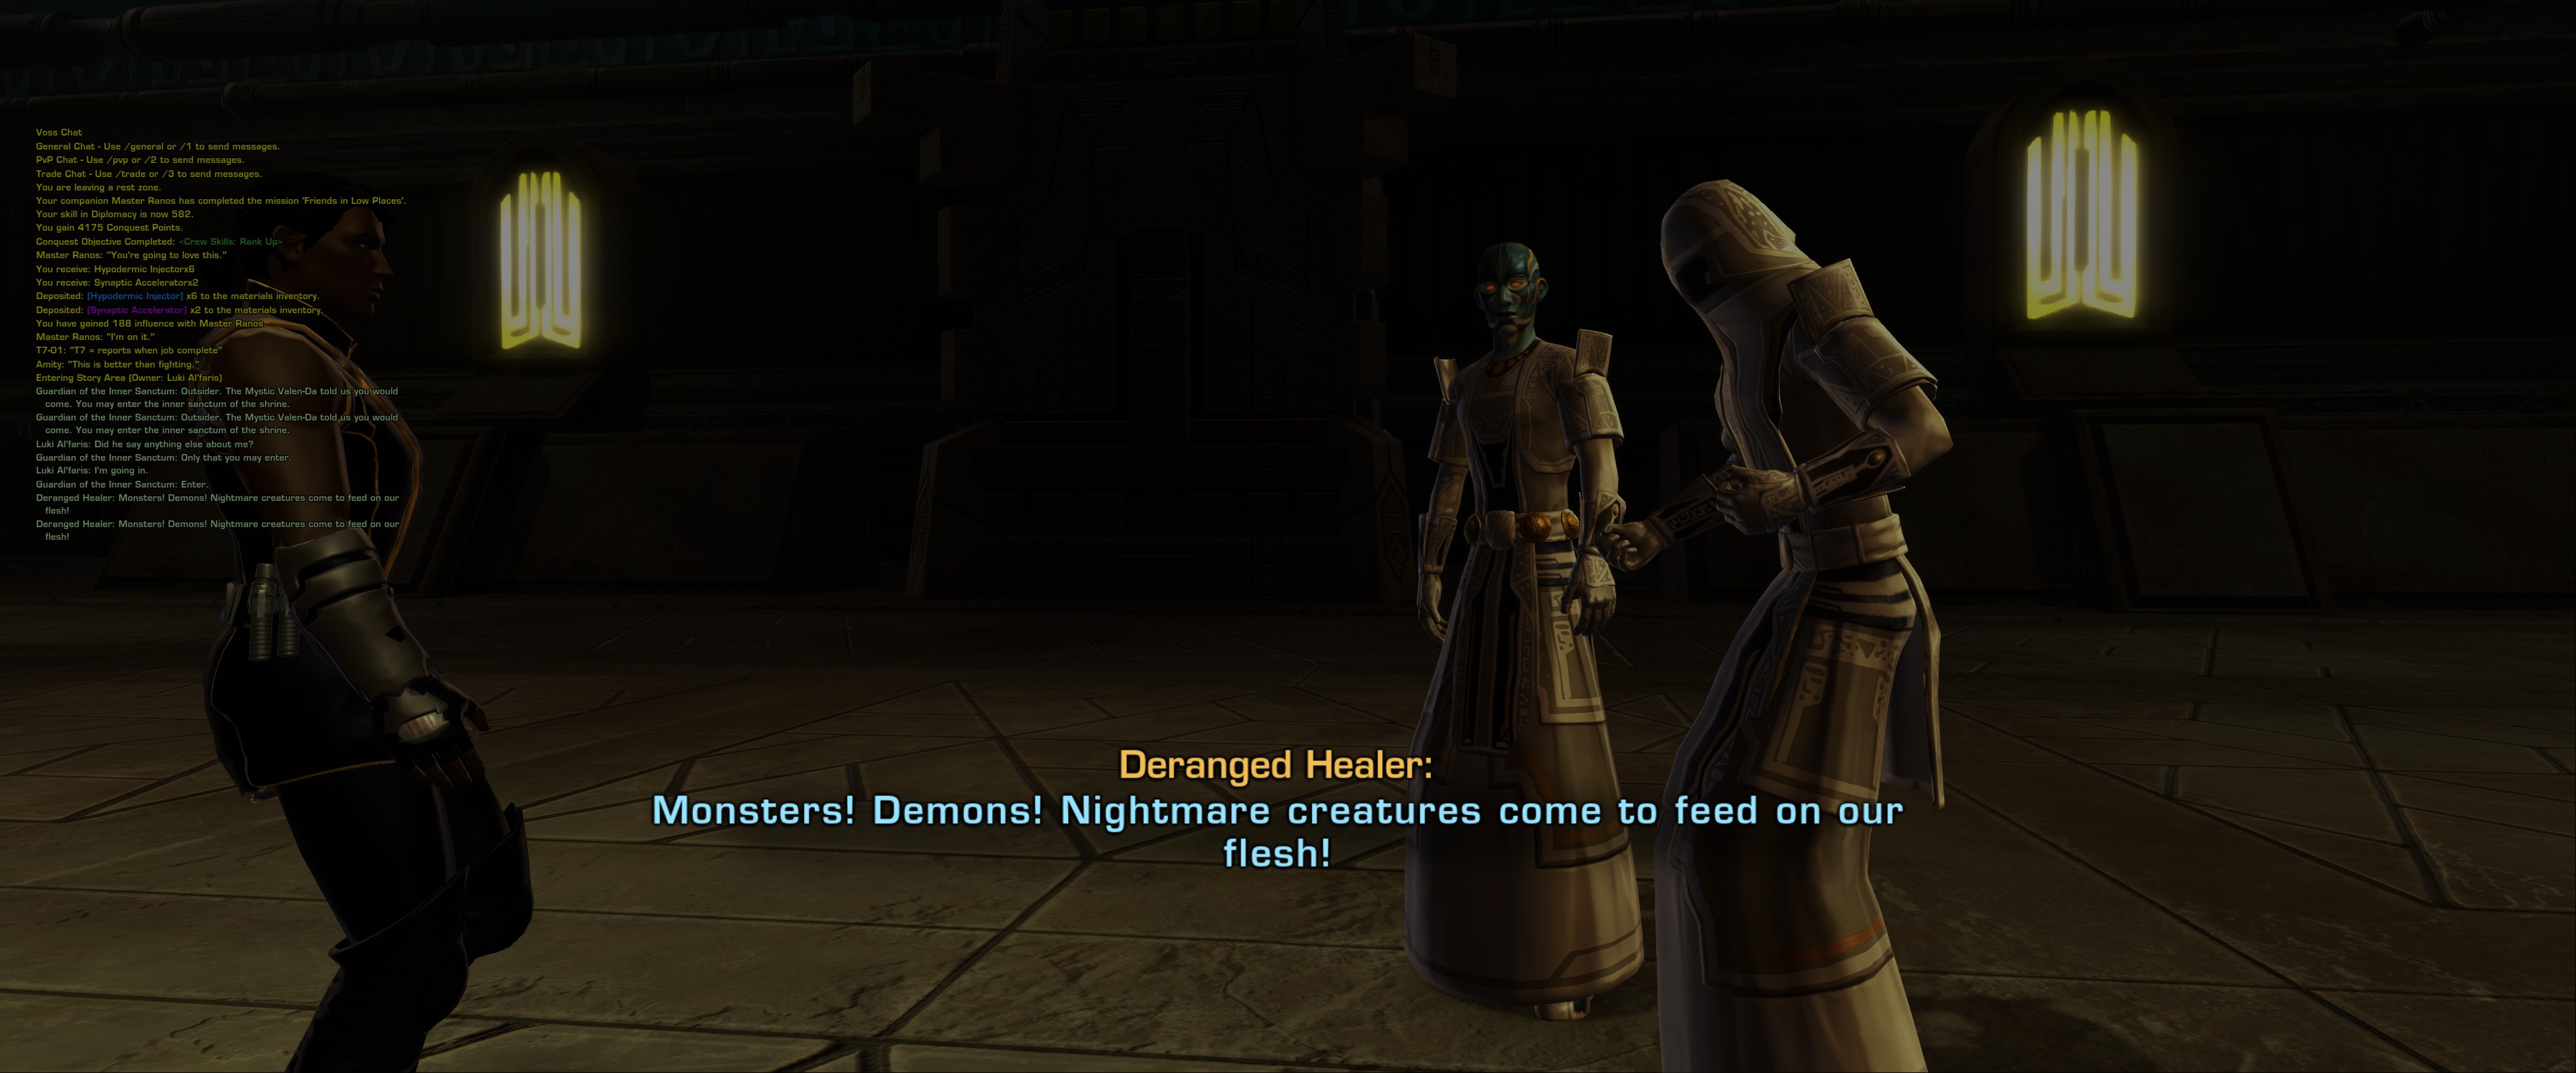 Voss Chat
General Chat - Use /general or /1 to send messages.
PvP Chat - Use /pvp or /2 to send messages.
Trade Chat - Use /trade or /3 to send messages.
You are leaving a rest zone.
Your companion Master Ranos has completed the mission 'Friends in Low Places'.
Your skill in Diplomacy is now 582.
You gain 4175 Conquest Points.
Conquest Objective Completed: <Crew Skills: Rank Up>
Master Ranos: "You're going to love this."
You receive: Hypodermic Injectorx6
You receive: Synaptic Acceleratorx2
Deposited: [Hypodermic Injector] x6 to the materials inventory.
Deposited: [Synaptic Accelerator] x2 to the materials inventory.
You have gained 188 influence with Master Ranos.
Master Ranos: "I'm on it."
T7-01: "T7 = reports when job complete"
Amity: "This is better than fighting."
Entering Story Area (Owner: Luki Al'faris)
Guardian of the Inner Sanctum: Outsider. The Mystic Valen-Da told us you would
come. You may enter the inner sanctum of the shrine.
Guardian of the Inner Sanctum: Outsider. The Mystic Valen-Da told us you would
come. You may enter the inner sanctum of the shrine.
Luki Al'faris: Did he say anything else about me?
Guardian of the Inner Sanctum: Only that you may enter.
Luki Al'faris: I'm going in.
Guardian of the Inner Sanctum: Enter.
Deranged Healer: Monsters! Demons! Nightmare creatures come to feed on our
flesh!
Deranged Healer: Monsters! Demons! Nightmare creatures come to feed on our
flesh!
Deranged Healer:
Monsters! Demons! Nightmare creatures come to feed on our
flesh!